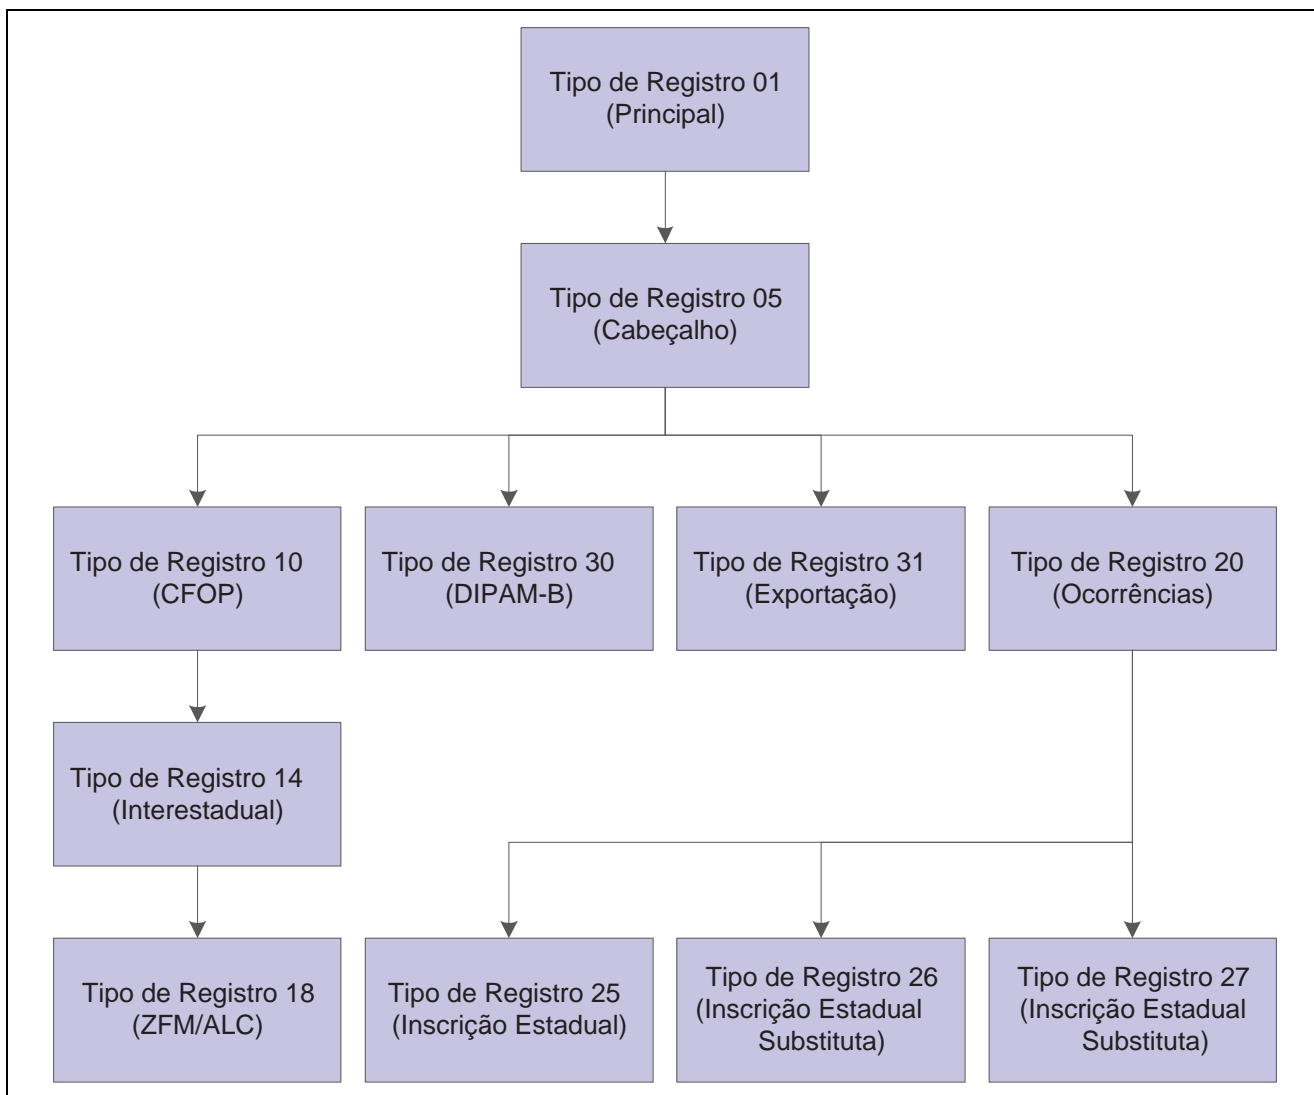 Tipo de Registro 01
(Principal)
Tipo de Registro 05
(Cabeçalho)
Tipo de Registro 10
(CFOP)
Tipo de Registro 30
(DIPAM-B)
Tipo de Registro 31
(Exportação)
Tipo de Registro 20
(Ocorrências)
Tipo de Registro 14
(Interestadual)
Tipo de Registro 18
(ZFM/ALC)
Tipo de Registro 25
(Inscrição Estadual)
Tipo de Registro 26
(Inscrição Estadual
Substituta)
Tipo de Registro 27
(Inscrição Estadual
Substituta)